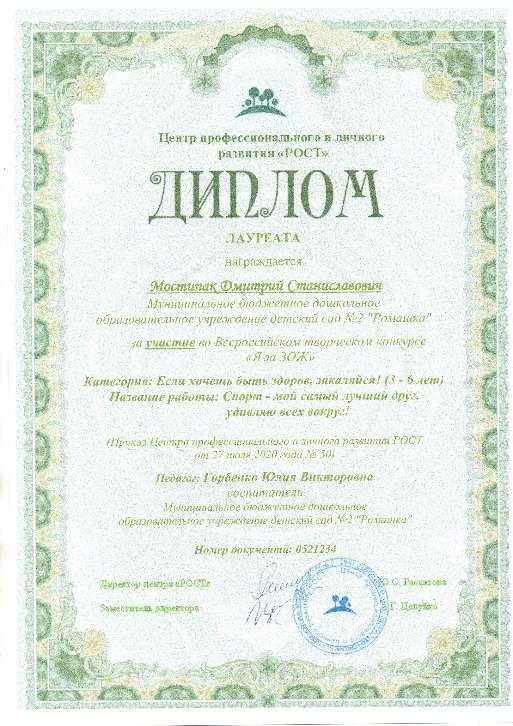 Центр профессионального и личного
развития «РОСТ»
ДИПЛОМ
ЛАУРЕАТА
награждается
Мостипак Дмитрий Станиславович
Муниципальное бюджетное дошкольное
образовательное учреждение детский сад №2 "Ромашка"
за участие во Всероссийском творческом конкурсе
«Я за ЗОЖ»
Категория: Если хочешь быть здоров, закаляйся! (3 - 6 лет)
Название работы: Спорт - мой самый лучший друг,
удивляю всех вокруг!
(Приказ Центра профессионального и личного развития РОСТ
от 27 июля 2020 года № 50)
Педагог: Горбенко Юлия Викторовна
воспитатель
Муниципальное бюджетное дошкольное
образовательное учреждение детский сад №2 "Ромашка"
Номер документа: 0521234
Директор центра «РОСТ»
Заместитель директора